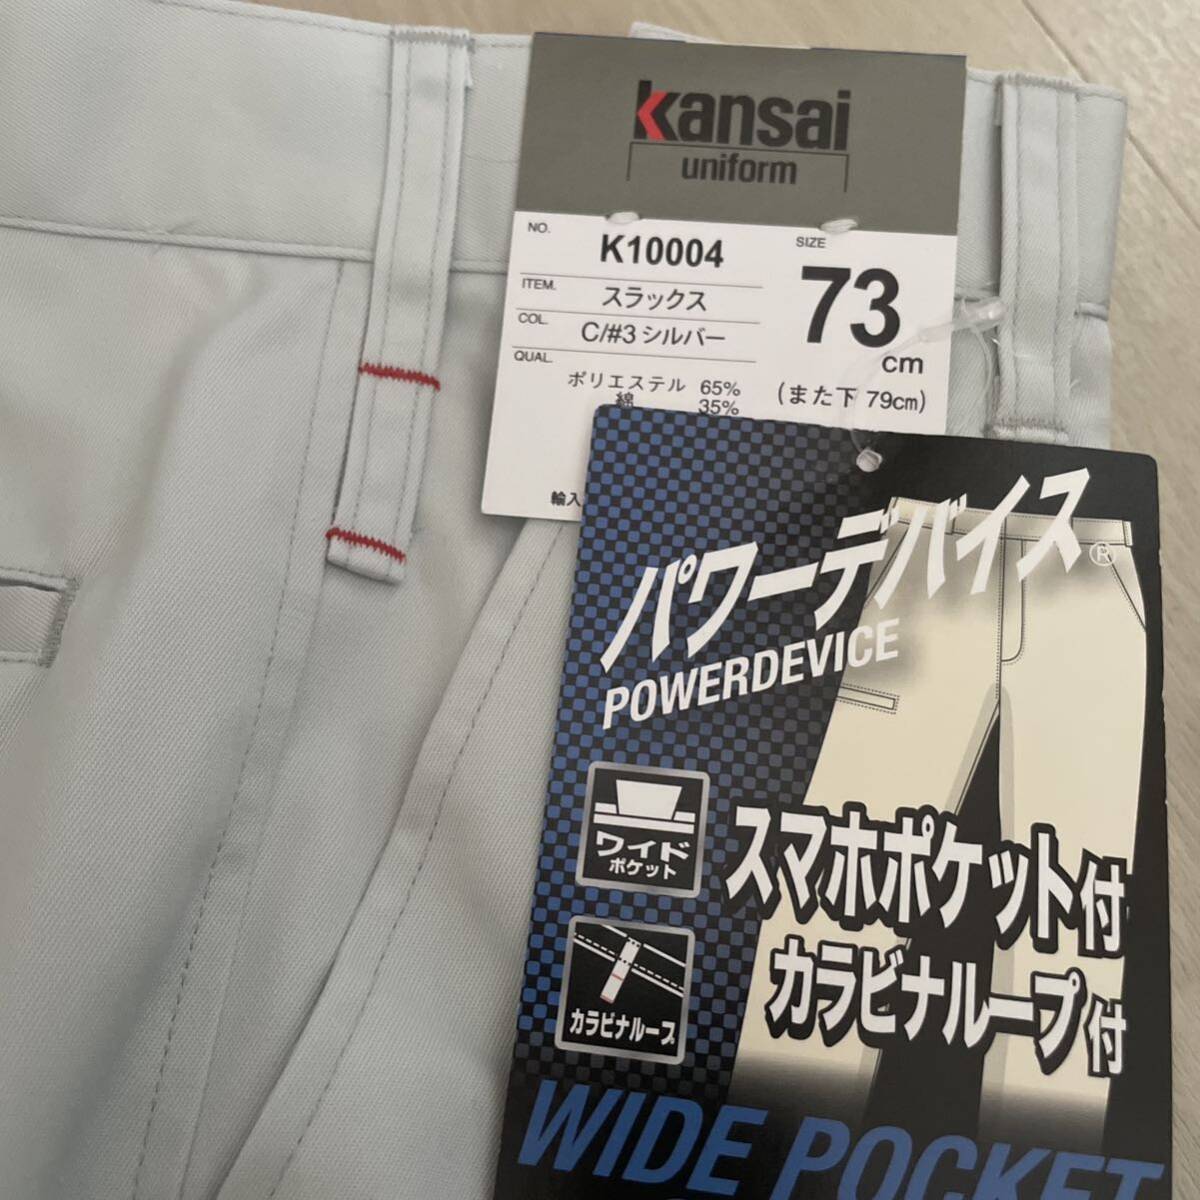 kansai
uniform
NO.
K10004
ITEM.
スラックス
COL.
C/#3 シルバー
QUAL.
ポリエステル 65%
綿 35%
SIZE
73
cm
(また下 79cm)
輸入
パワーデバイス®
POWERDEVICE
ワイド
ポケット
スマホポケット付
カラビナループ付
カラビナループ
WIDE POCKET